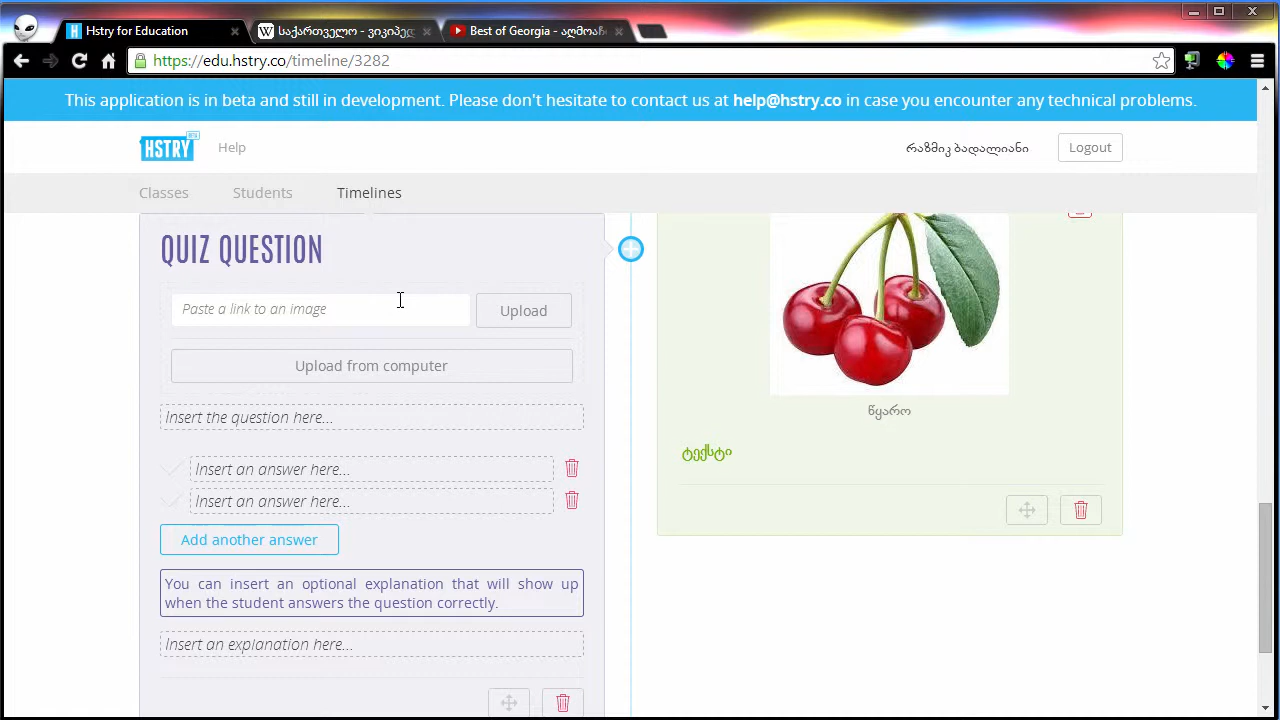 Hstry for Education
საქართველო - ვიკიპედ
Best of Georgia - აღმოაჩ
https://edu.hstry.co/timeline/3282
This application is in beta and still in development. Please don't hesitate to contact us at help@hstry.co in case you encounter any technical problems.
HSTRY BETA
Help
რაზმიკ ბადალიანი
Logout
Classes
Students
Timelines
QUIZ QUESTION
Paste a link to an image
Upload
Upload from computer
Insert the question here...
Insert an answer here...
Insert an answer here...
Add another answer
You can insert an optional explanation that will show up
when the student answers the question correctly.
Insert an explanation here...
წყარო
ტექსტი